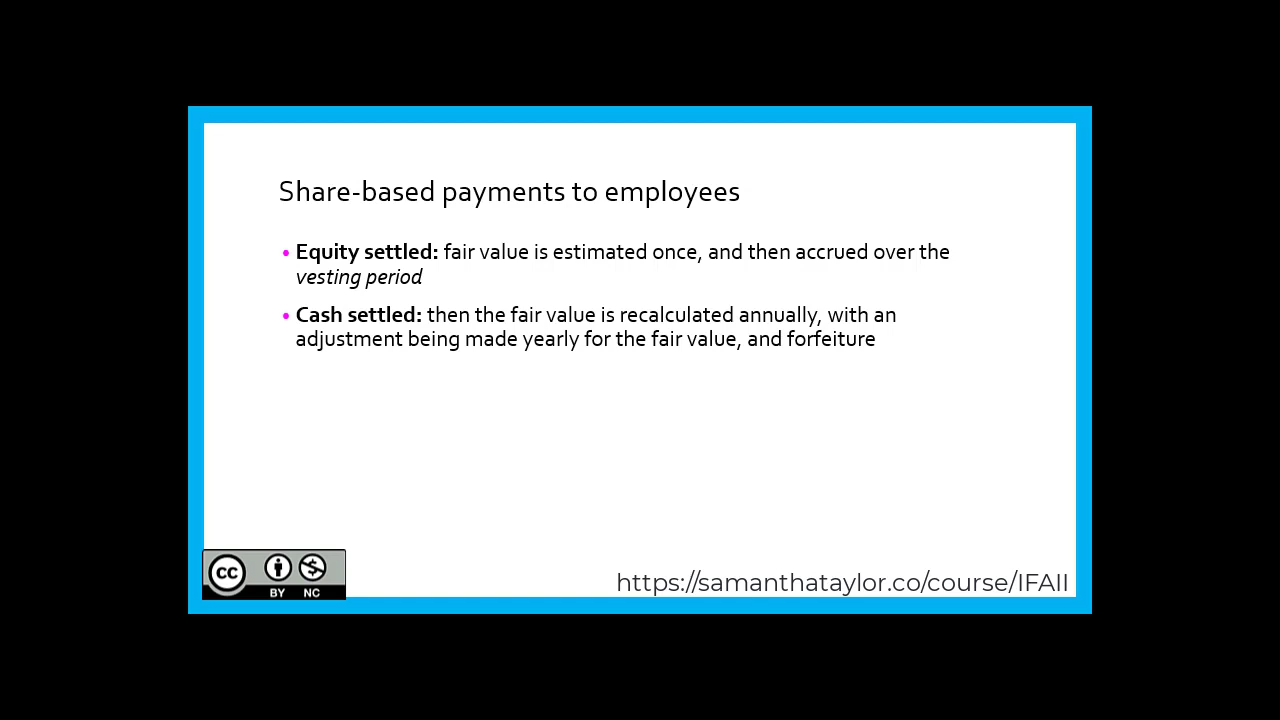 Share-based payments to employees
• Equity settled: fair value is estimated once, and then accrued over the
vesting period
• Cash settled: then the fair value is recalculated annually, with an
adjustment being made yearly for the fair value, and forfeiture
cc
BY NC
https://samanthataylor.co/course/IFAII